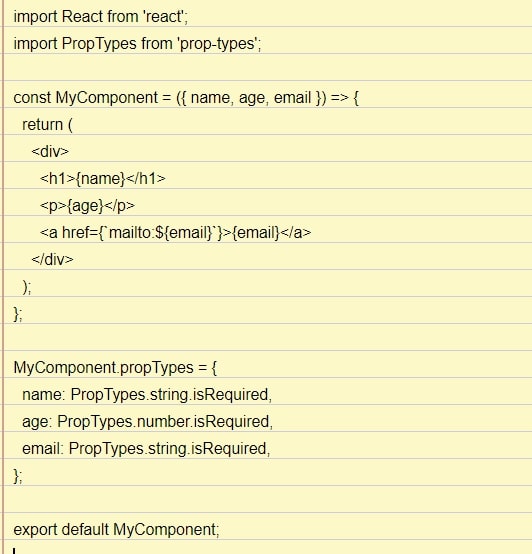 import React from 'react';
import PropTypes from 'prop-types';

const MyComponent = ({ name, age, email }) => {
  return (
    <div>
      <h1>{name}</h1>
      <p>{age}</p>
      <a href={`mailto:${email}`}>{email}</a>
    </div>
  );
};

MyComponent.propTypes = {
  name: PropTypes.string.isRequired,
  age: PropTypes.number.isRequired,
  email: PropTypes.string.isRequired,
};

export default MyComponent;